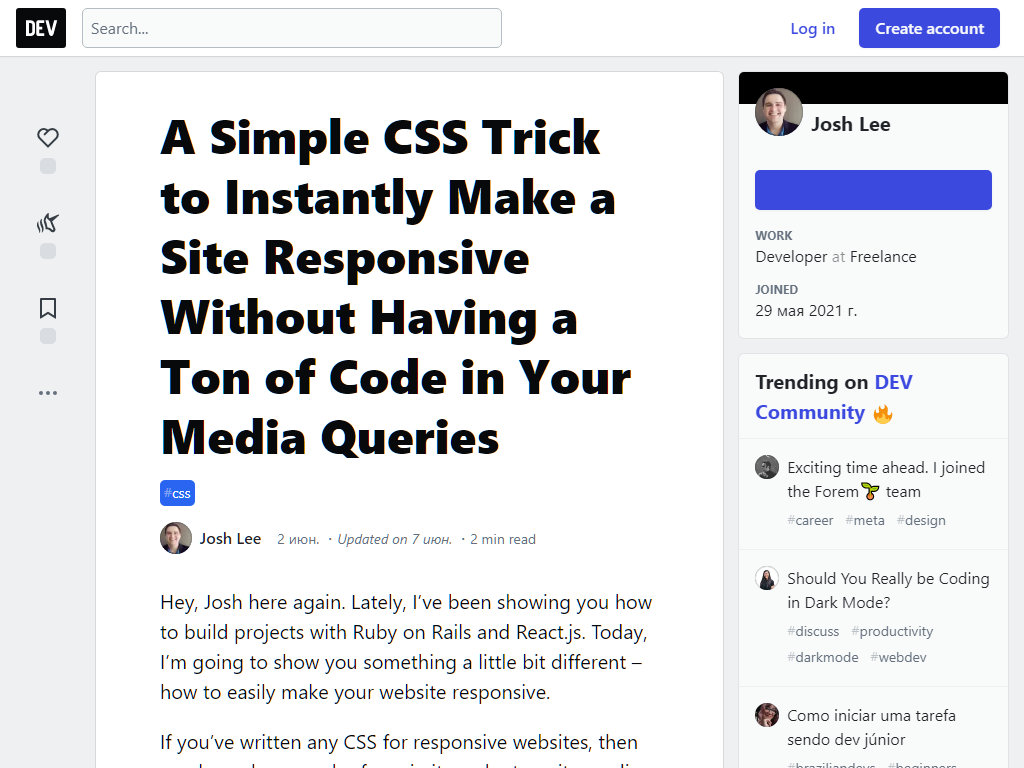 DEV
Search...
Log in
Create account
A Simple CSS Trick
to Instantly Make a
Site Responsive
Without Having a
Ton of Code in Your
Media Queries
#css
Josh Lee 2 июн. · Updated on 7 июн. · 2 min read
Hey, Josh here again. Lately, I’ve been showing you how
to build projects with Ruby on Rails and React.js. Today,
I’m going to show you something a little bit different –
how to easily make your website responsive.
If you’ve written any CSS for responsive websites, then
Josh Lee
WORK
Developer at Freelance
JOINED
29 мая 2021 г.
Trending on DEV
Community 🔥
Exciting time ahead. I joined
the Forem🌱 team
#career #meta #design
Should You Really be Coding
in Dark Mode?
#discuss #productivity
#darkmode #webdev
Como iniciar uma tarefa
sendo dev júnior
#braziliandevs #beginners